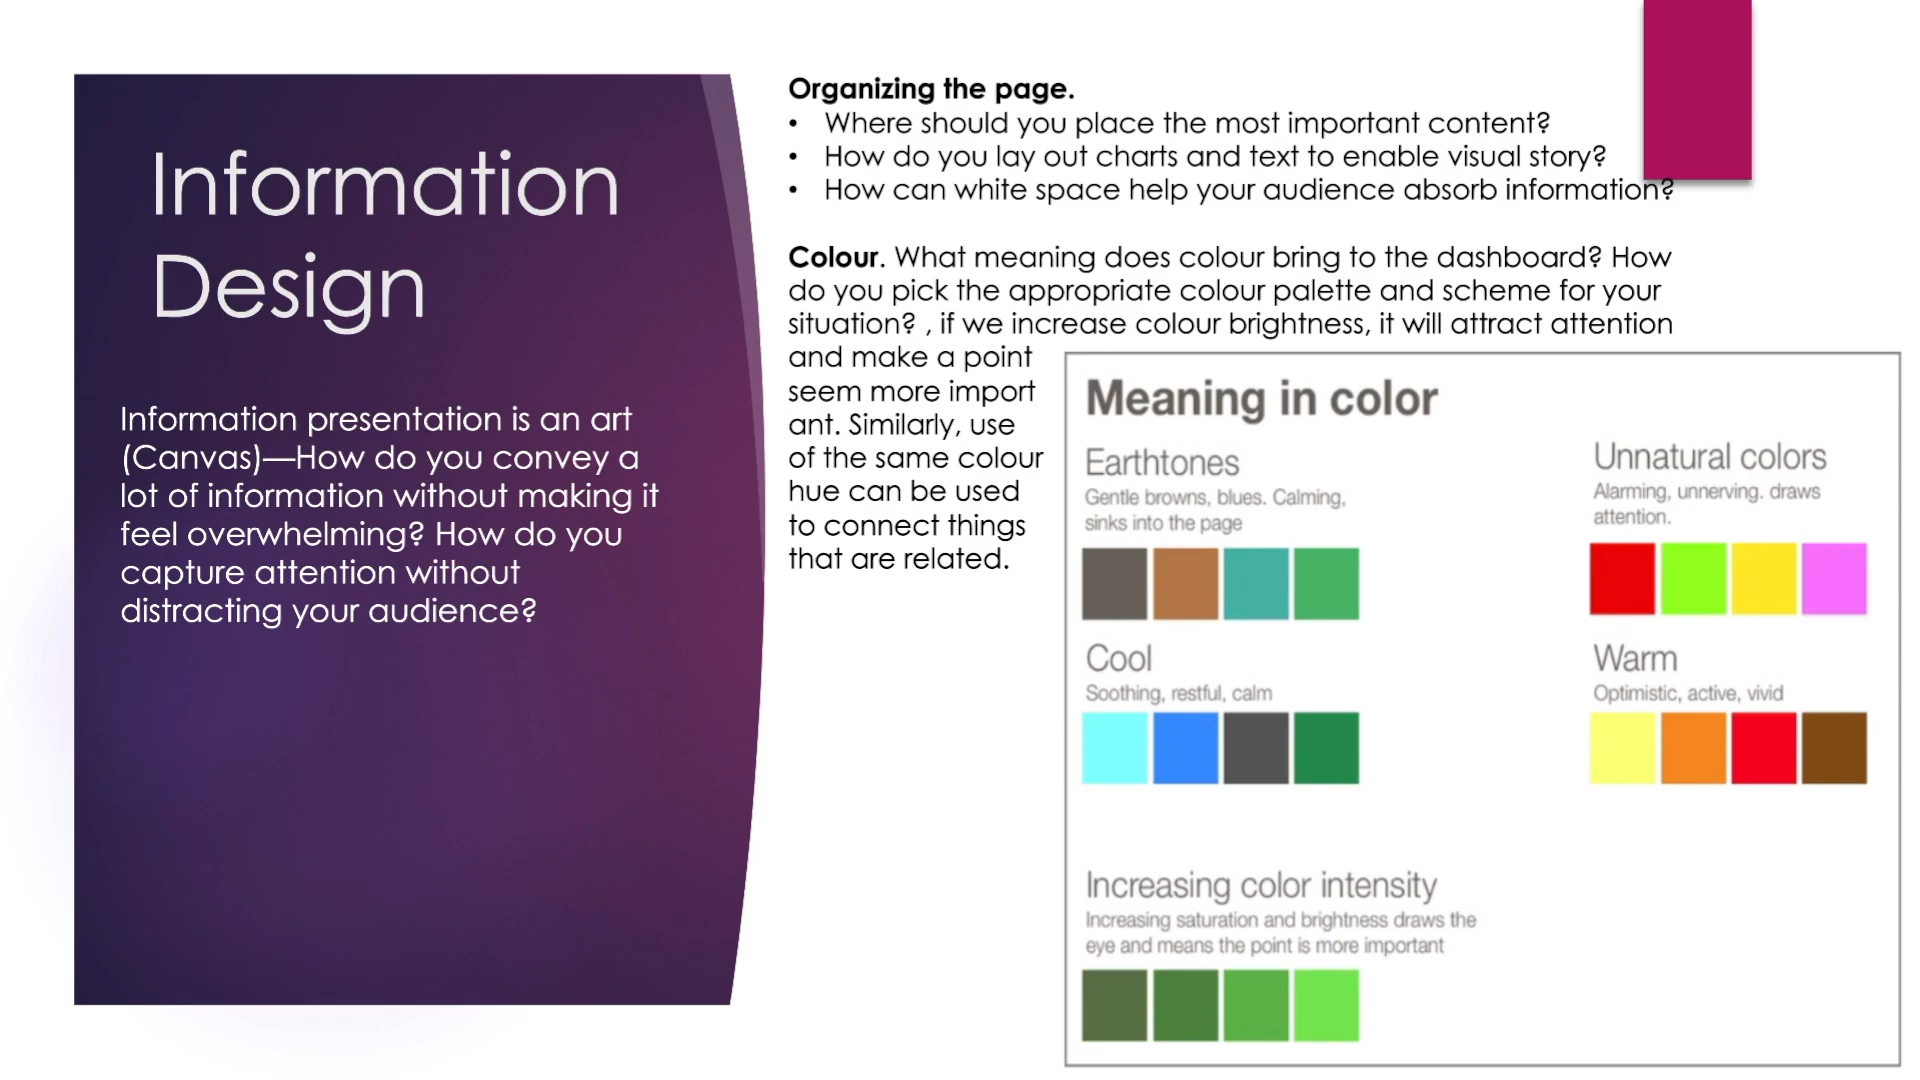 Information
Design
Information presentation is an art
(Canvas)—How do you convey a
lot of information without making it
feel overwhelming? How do you
capture attention without
distracting your audience?
Organizing the page.
• Where should you place the most important content?
• How do you lay out charts and text to enable visual story?
• How can white space help your audience absorb information?
Colour. What meaning does colour bring to the dashboard? How
do you pick the appropriate colour palette and scheme for your
situation? , if we increase colour brightness, it will attract attention
and make a point
seem more import
ant. Similarly, use
of the same colour
hue can be used
to connect things
that are related.
Meaning in color
Earthtones
Gentle browns, blues. Calming,
sinks into the page
Unnatural colors
Alarming, unnerving. draws
attention.
Cool
Soothing, restful, calm
Warm
Optimistic, active, vivid
Increasing color intensity
Increasing saturation and brightness draws the
eye and means the point is more important